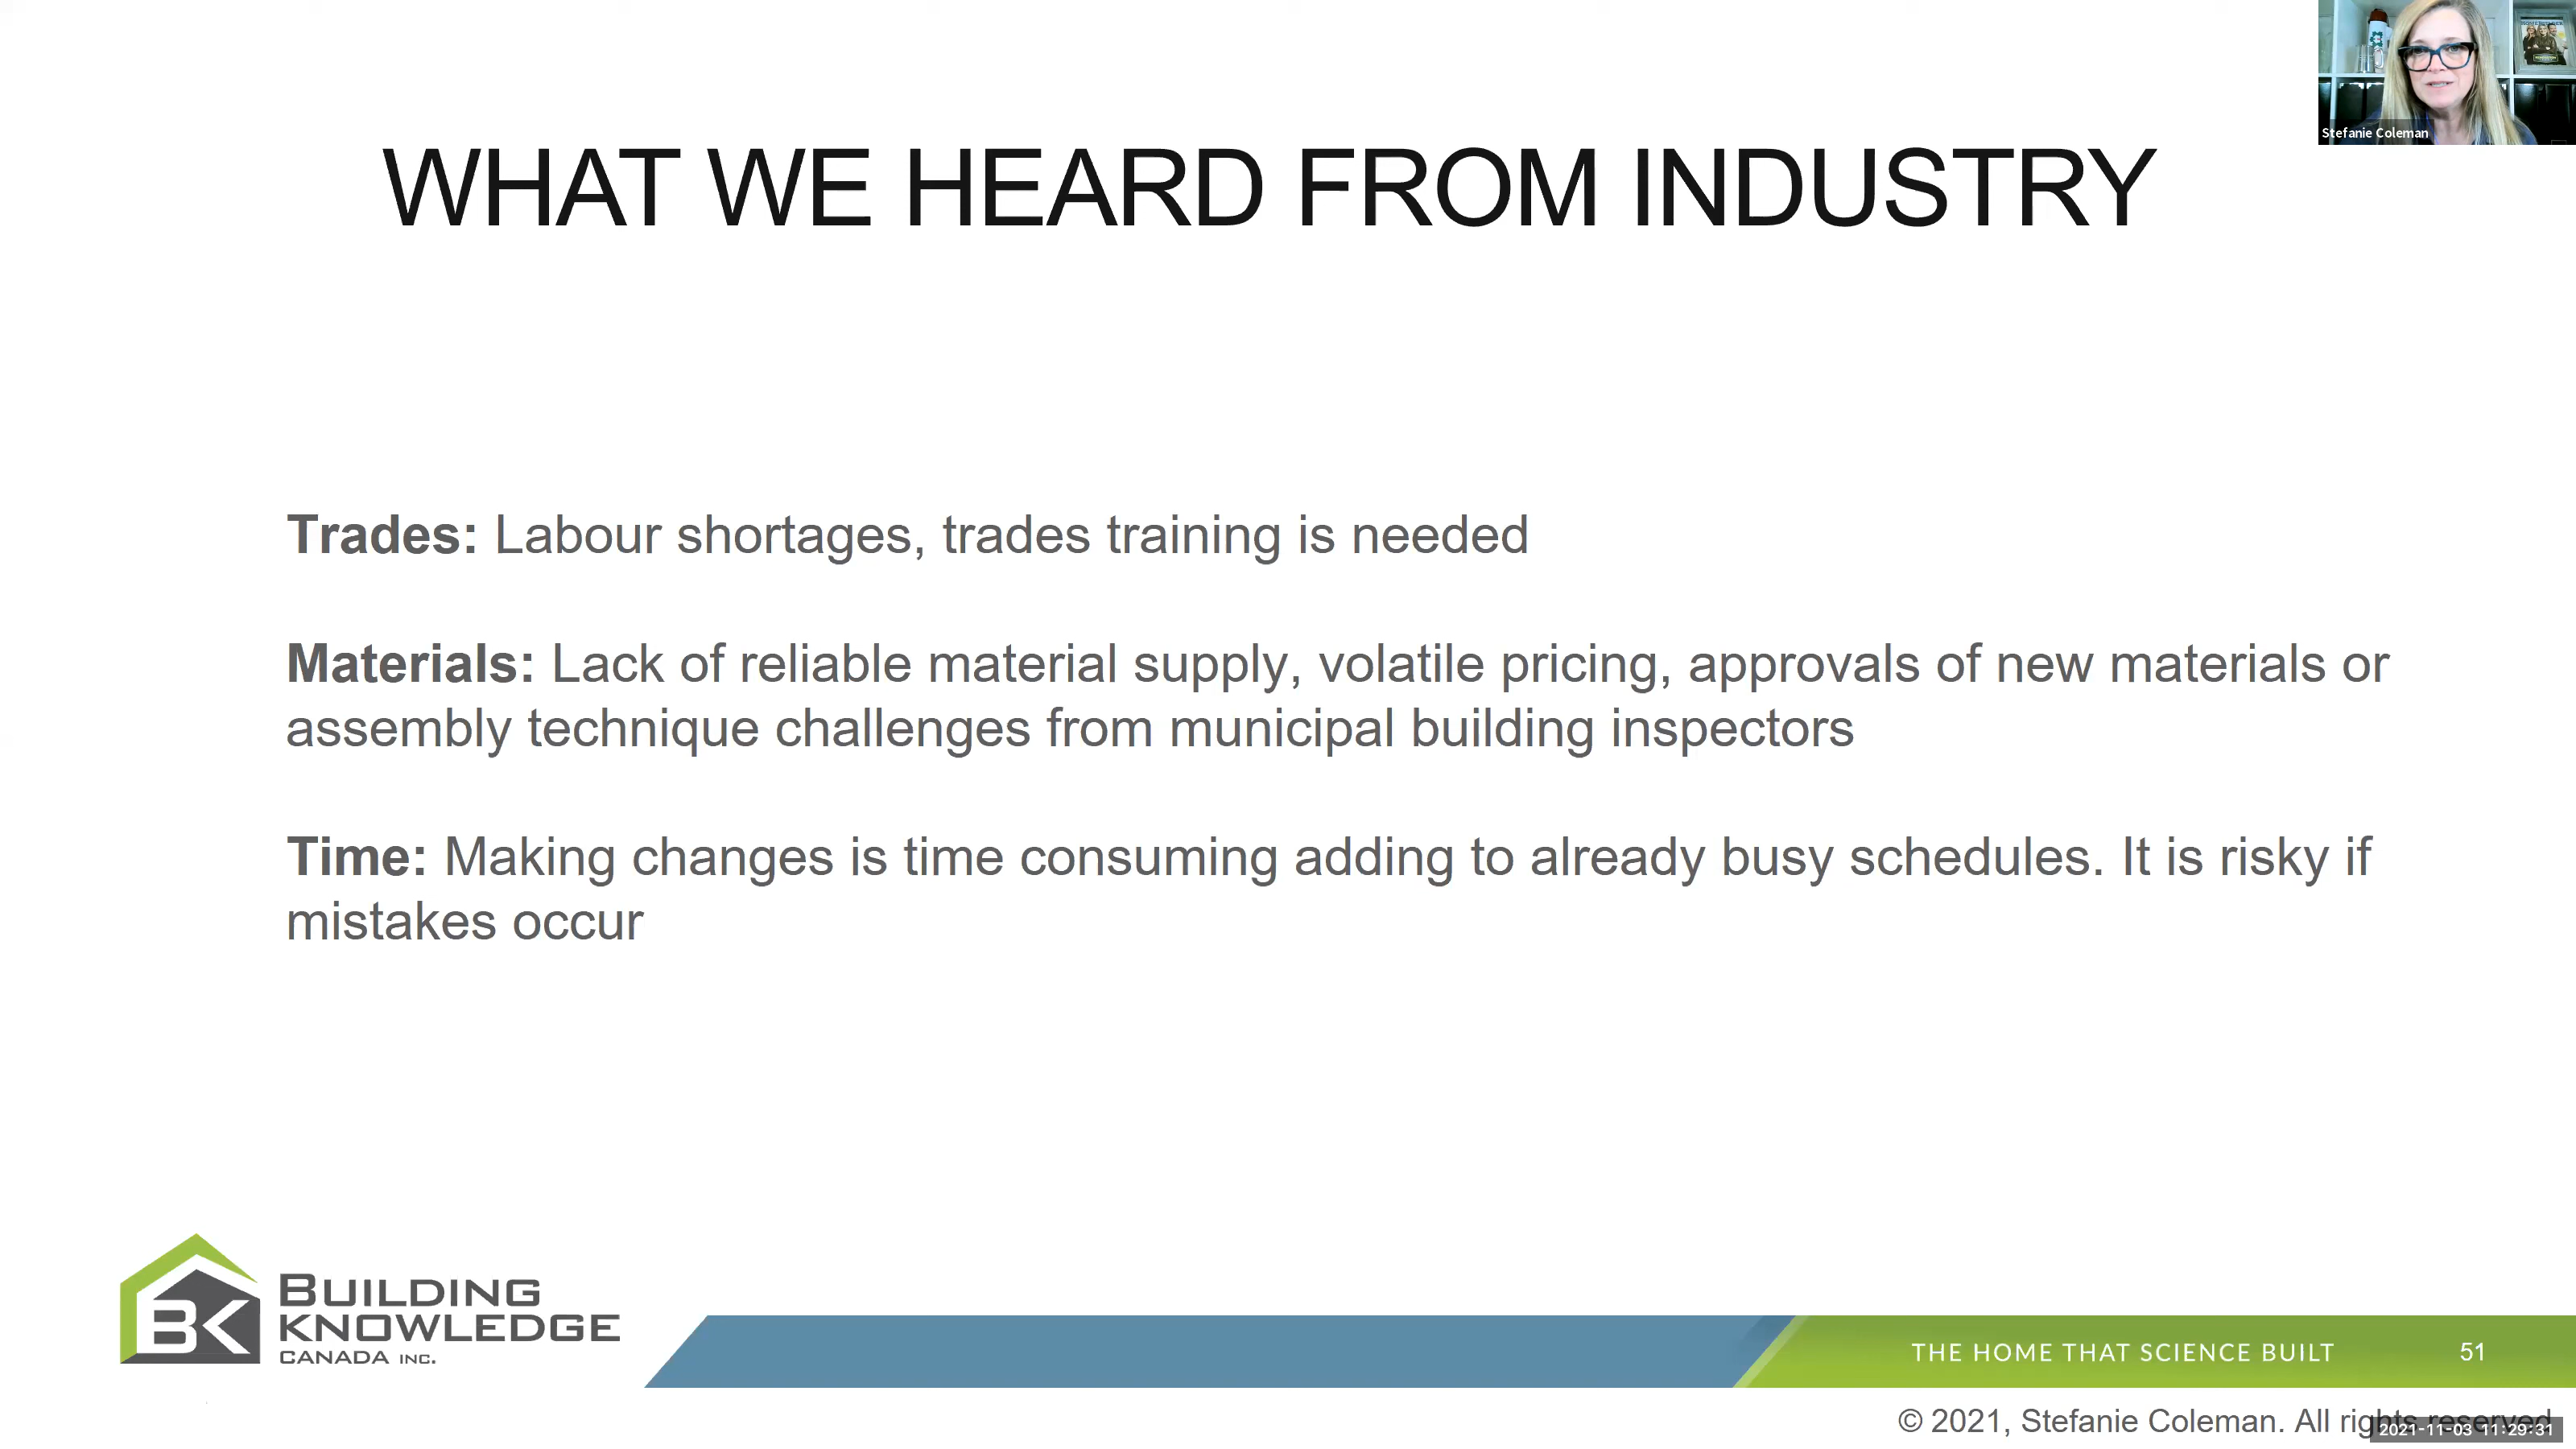 Stefanie Coleman
WHAT WE HEARD FROM INDUSTRY
Trades: Labour shortages, trades training is needed
Materials: Lack of reliable material supply, volatile pricing, approvals of new materials or
assembly technique challenges from municipal building inspectors
Time: Making changes is time consuming adding to already busy schedules. It is risky if
mistakes occur
BK
BUILDING
KNOWLEDGE
CANADA INC.
THE HOME THAT SCIENCE BUILT
51
© 2021, Stefanie Coleman. All rights reserved
2021-11-03 11:29:31